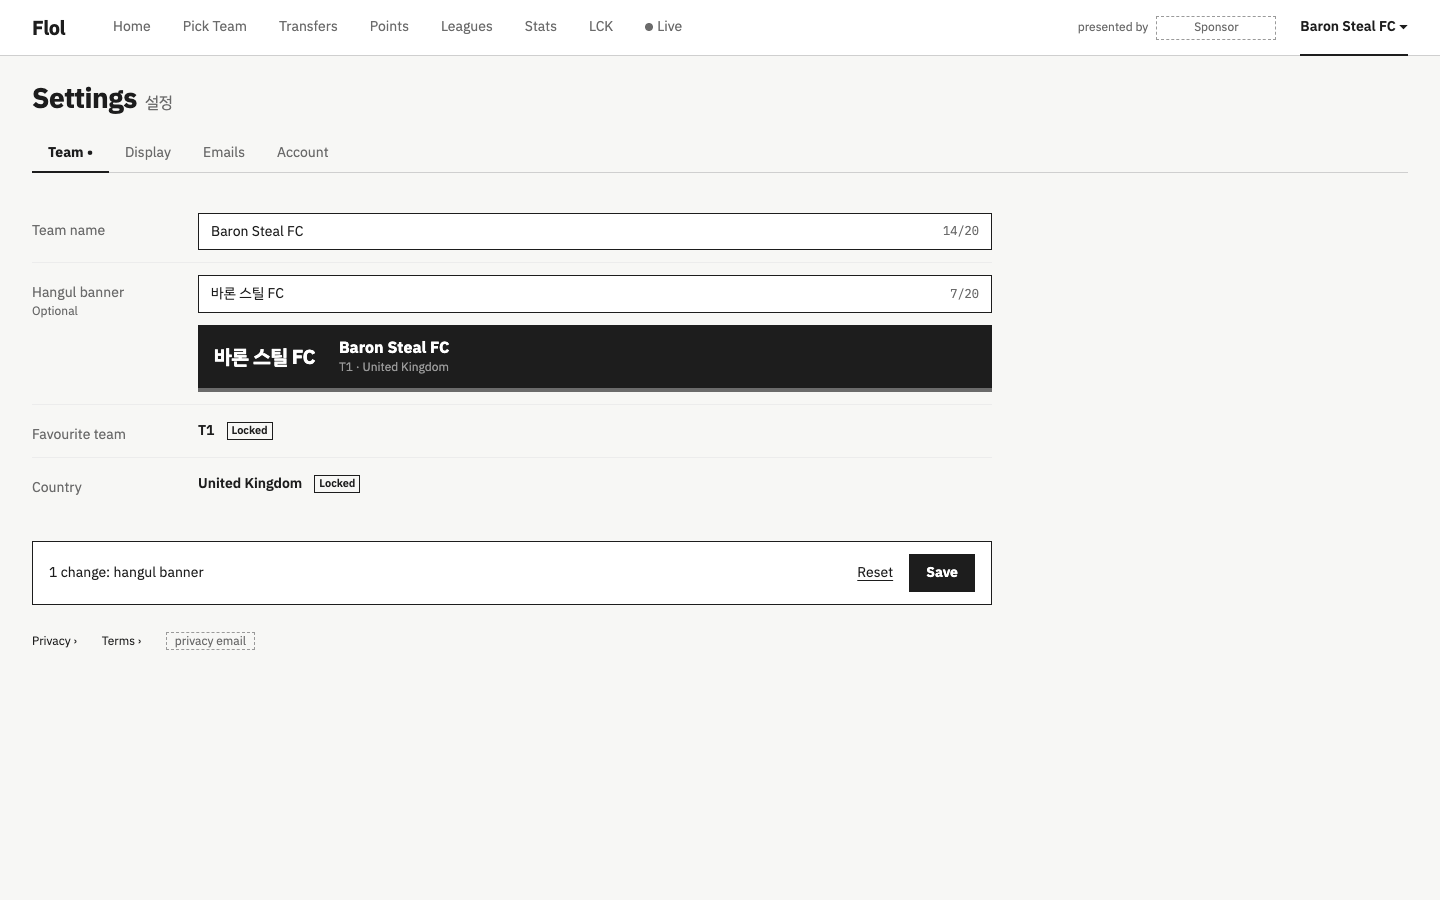 Flol Home Pick Team Transfers Points Leagues Stats LCK Live presented by Sponsor Baron Steal FC
Settings 설정
Team • Display Emails Account
Team name Baron Steal FC 14/20
Hangul banner 바론 스틸 FC 7/20
Optional
바론 스틸 FC Baron Steal FC
T1 · United Kingdom
Favourite team T1 Locked
Country United Kingdom Locked
1 change: hangul banner Reset Save
Privacy › Terms › privacy email